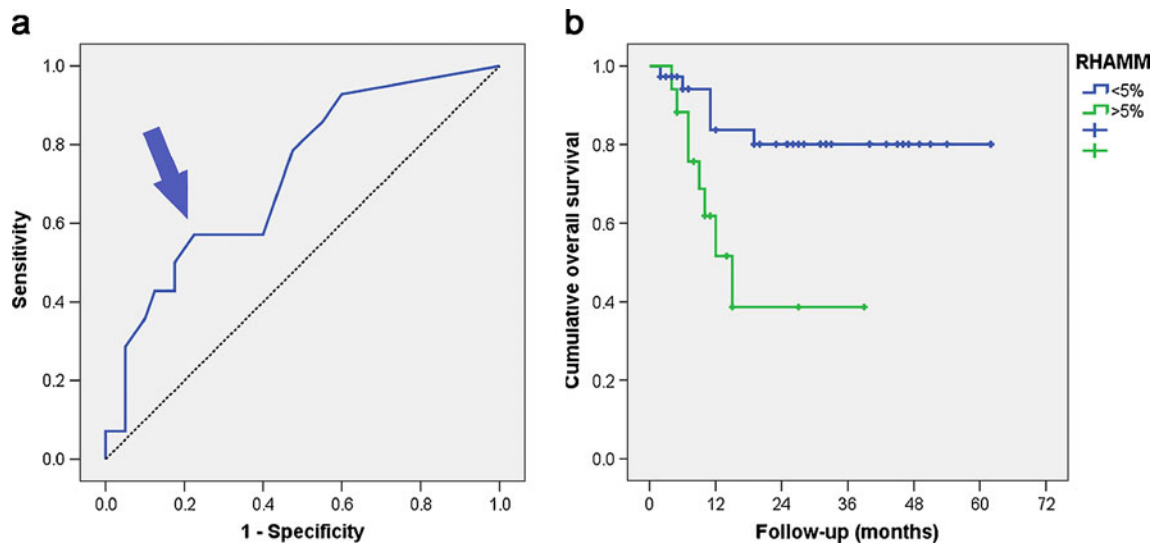 a
1.0
0.8
0.6
0.4
0.2
0.0
Sensitivity
0.0 0.2 0.4 0.6 0.8 1.0
1 - Specificity
b
1.0
0.8
0.6
0.4
0.2
0.0
Cumulative overall survival
0 12 24 36 48 60 72
Follow-up (months)
RHAMM
<5%
>5%